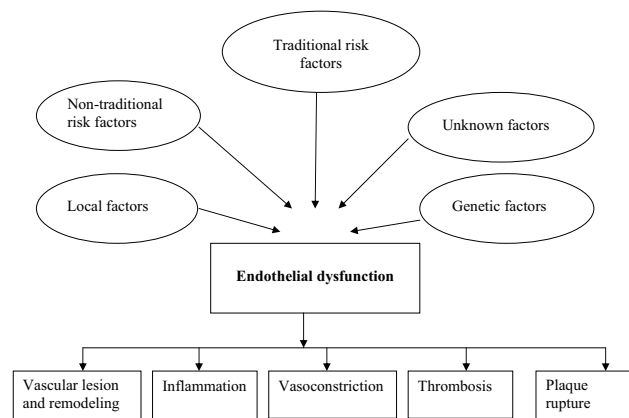 Traditional risk
factors
Non-traditional
risk factors
Unknown factors
Local factors
Genetic factors
Endothelial dysfunction
Vascular lesion
and remodeling
Inflammation
Vasoconstriction
Thrombosis
Plaque
rupture